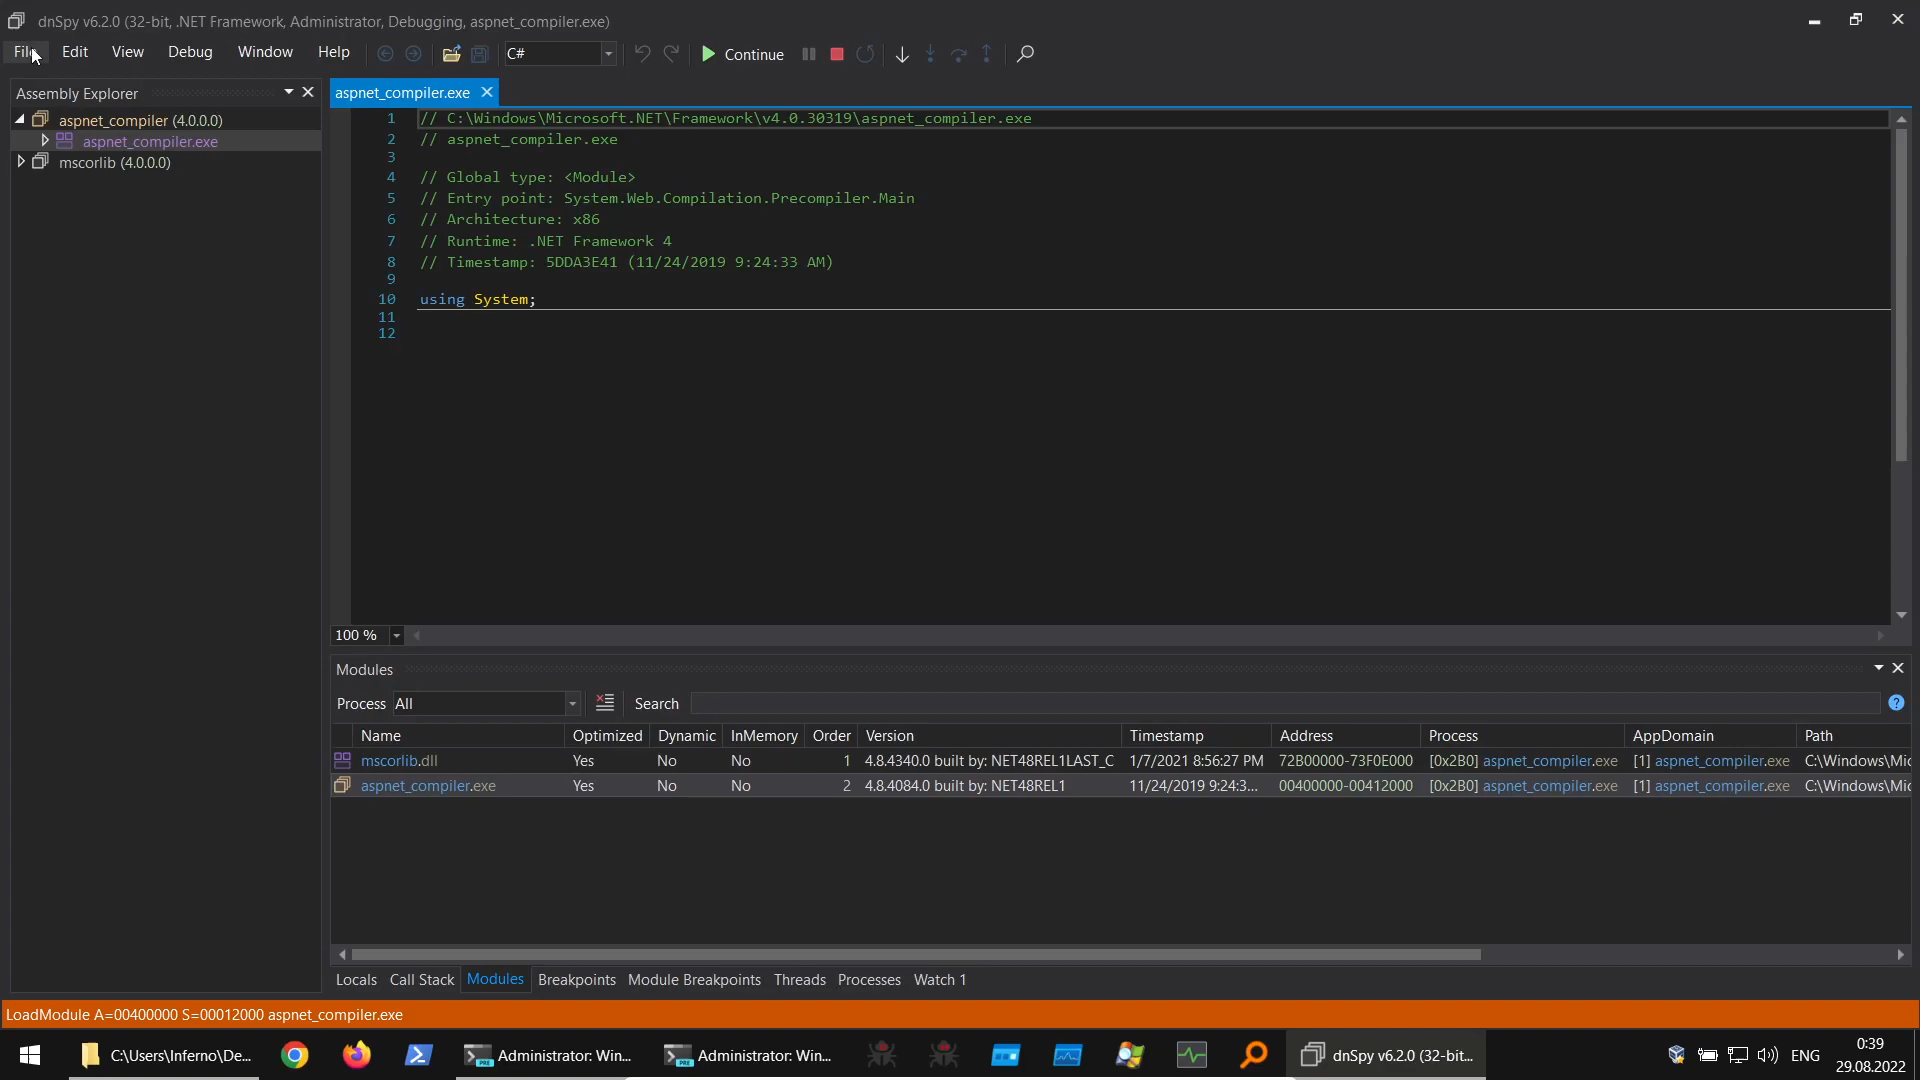 dnSpy v6.2.0 (32-bit, .NET Framework, Administrator, Debugging, aspnet_compiler.exe)
File Edit View Debug Window Help C# Continue
Assembly Explorer
aspnet_compiler (4.0.0.0)
aspnet_compiler.exe
mscorlib (4.0.0.0)
aspnet_compiler.exe
1 // C:\Windows\Microsoft.NET\Framework\v4.0.30319\aspnet_compiler.exe
2 // aspnet_compiler.exe
3
4 // Global type: <Module>
5 // Entry point: System.Web.Compilation.Precompiler.Main
6 // Architecture: x86
7 // Runtime: .NET Framework 4
8 // Timestamp: 5DDA3E41 (11/24/2019 9:24:33 AM)
9
10 using System;
11
12
100 %
Modules
Process All Search
Name Optimized Dynamic InMemory Order Version Timestamp Address Process AppDomain Path
mscorlib.dll Yes No No 1 4.8.4340.0 built by: NET48REL1LAST_C 1/7/2021 8:56:27 PM 72B00000-73F0E000 [0x2B0] aspnet_compiler.exe [1] aspnet_compiler.exe C:\Windows\Mic
aspnet_compiler.exe Yes No No 2 4.8.4084.0 built by: NET48REL1 11/24/2019 9:24:3... 00400000-00412000 [0x2B0] aspnet_compiler.exe [1] aspnet_compiler.exe C:\Windows\Mic
Locals Call Stack Modules Breakpoints Module Breakpoints Threads Processes Watch 1
LoadModule A=00400000 S=00012000 aspnet_compiler.exe
C:\Users\Inferno\De... Administrator: Win... Administrator: Win... dnSpy v6.2.0 (32-bit... ENG 0:39
29.08.2022